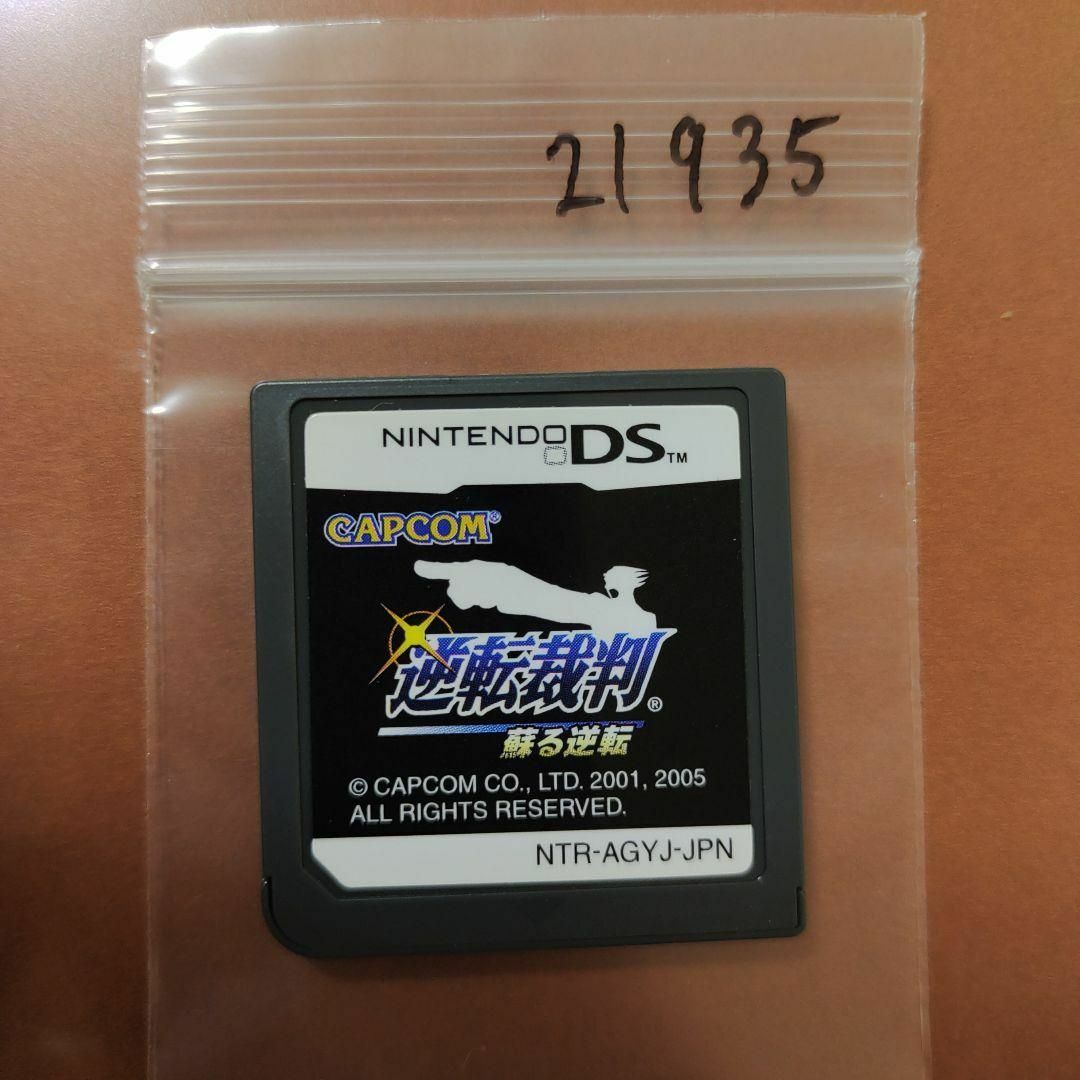 21935
NINTENDO DS™
CAPCOM®
逆転裁判®
蘇る逆転
© CAPCOM CO., LTD. 2001, 2005
ALL RIGHTS RESERVED.
NTR-AGYJ-JPN